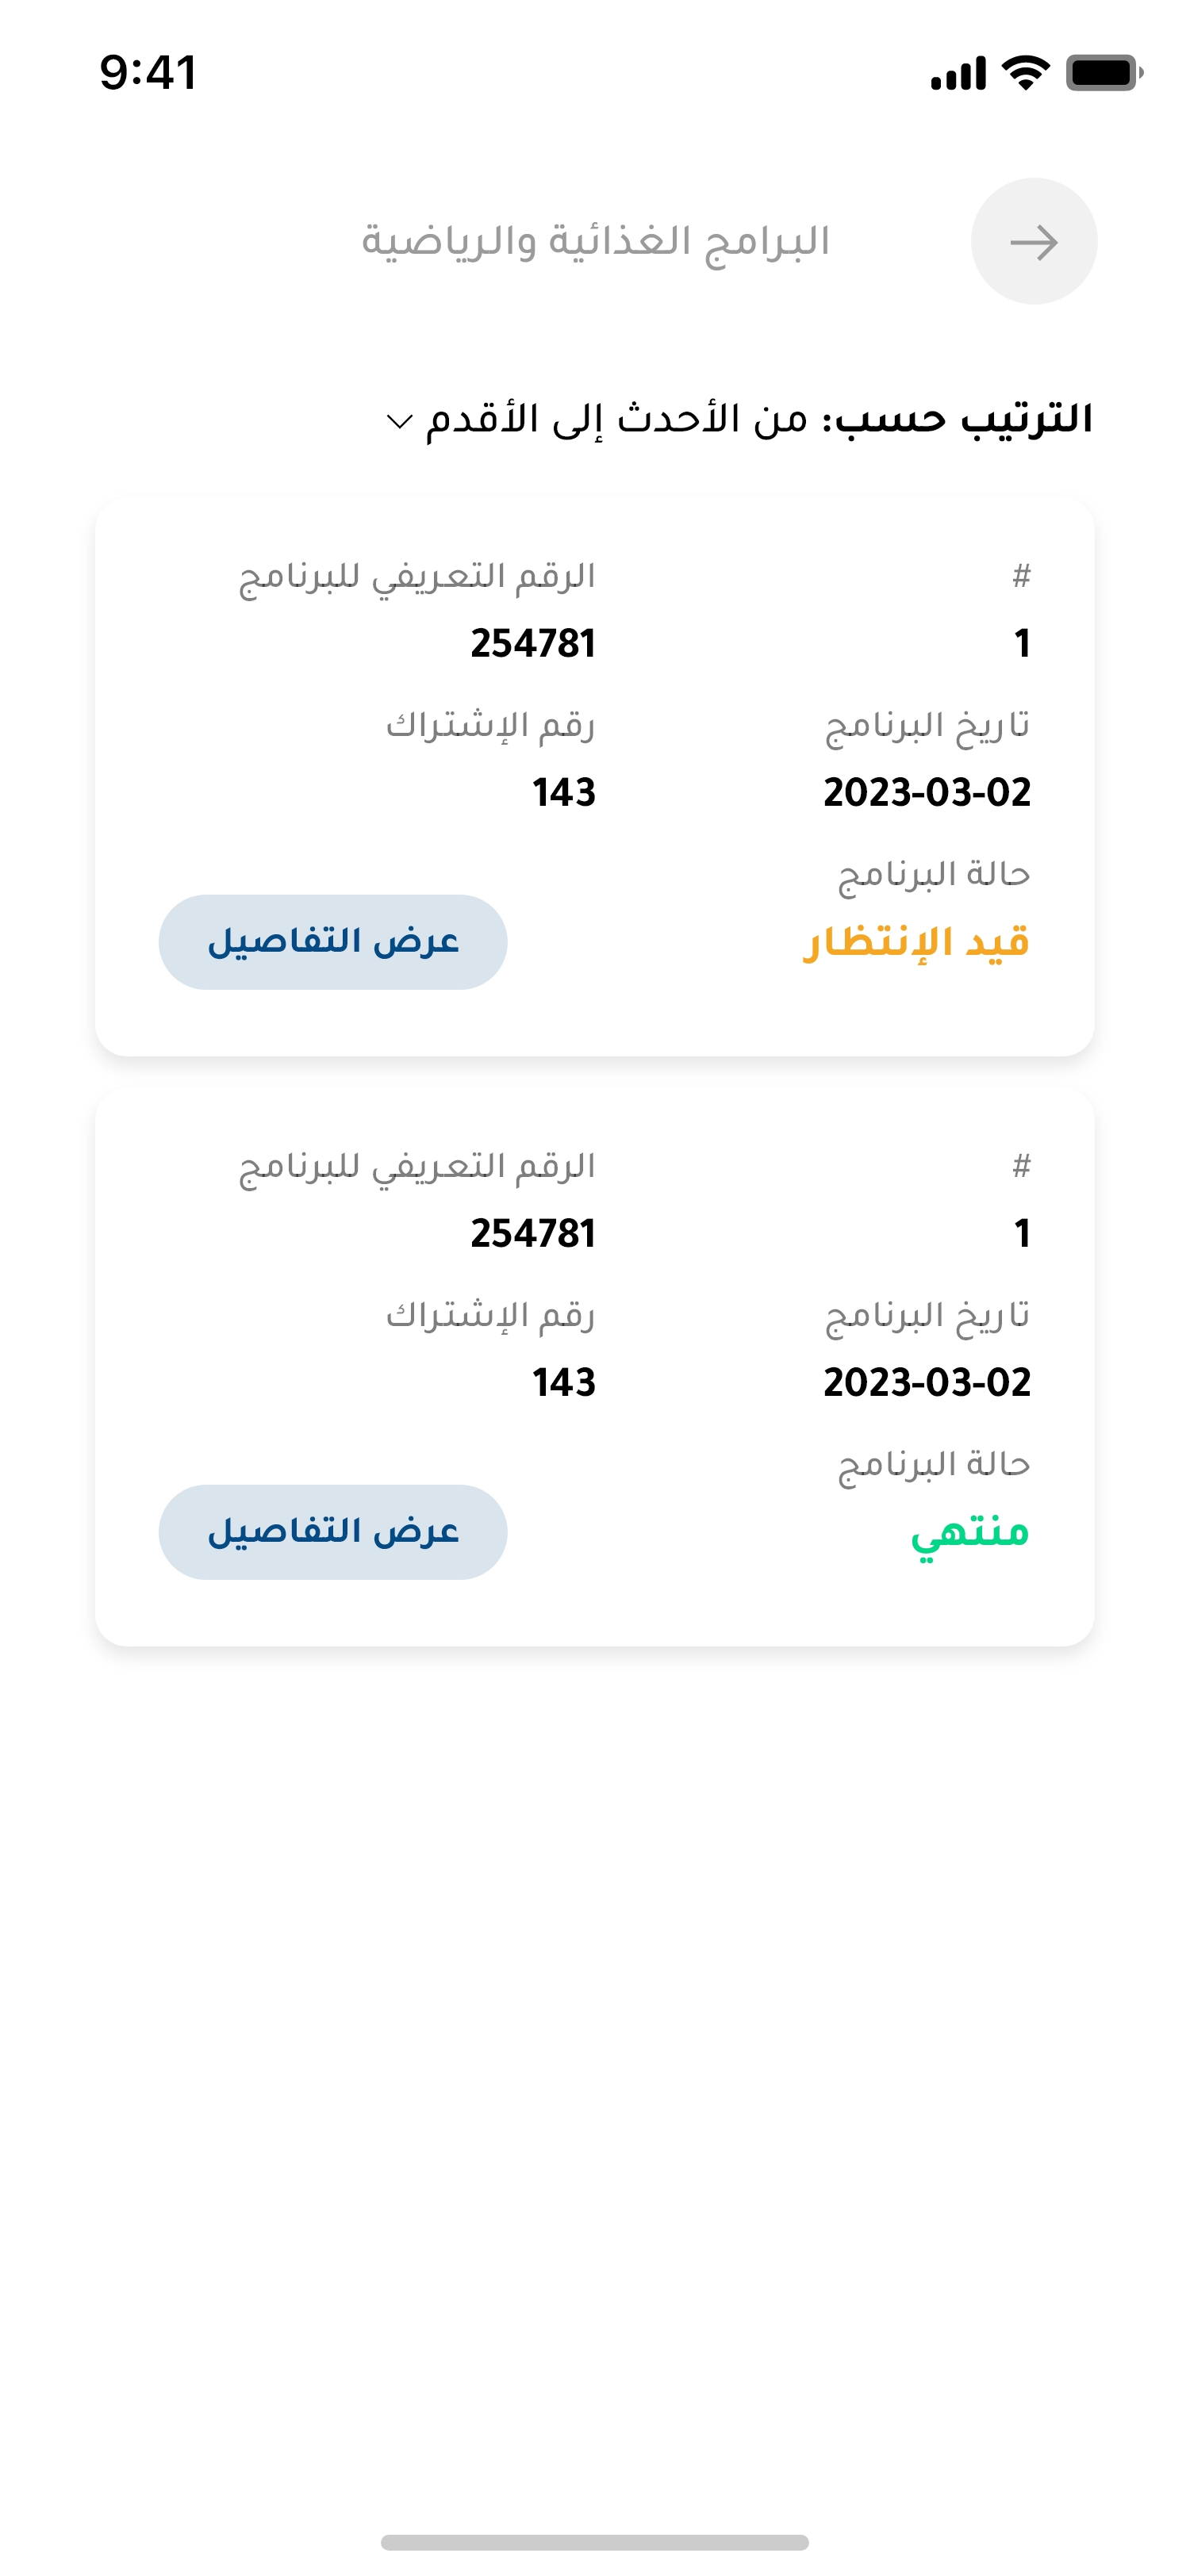 9:41
البرامج الغذائية والرياضية
الترتيب حسب: من الأحدث إلى الأقدم
# الرقم التعريفي للبرنامج
1 254781
تاريخ البرنامج رقم الإشتراك
2023-03-02 143
حالة البرنامج
قيد الإنتظار عرض التفاصيل
# الرقم التعريفي للبرنامج
1 254781
تاريخ البرنامج رقم الإشتراك
2023-03-02 143
حالة البرنامج
منتهي عرض التفاصيل